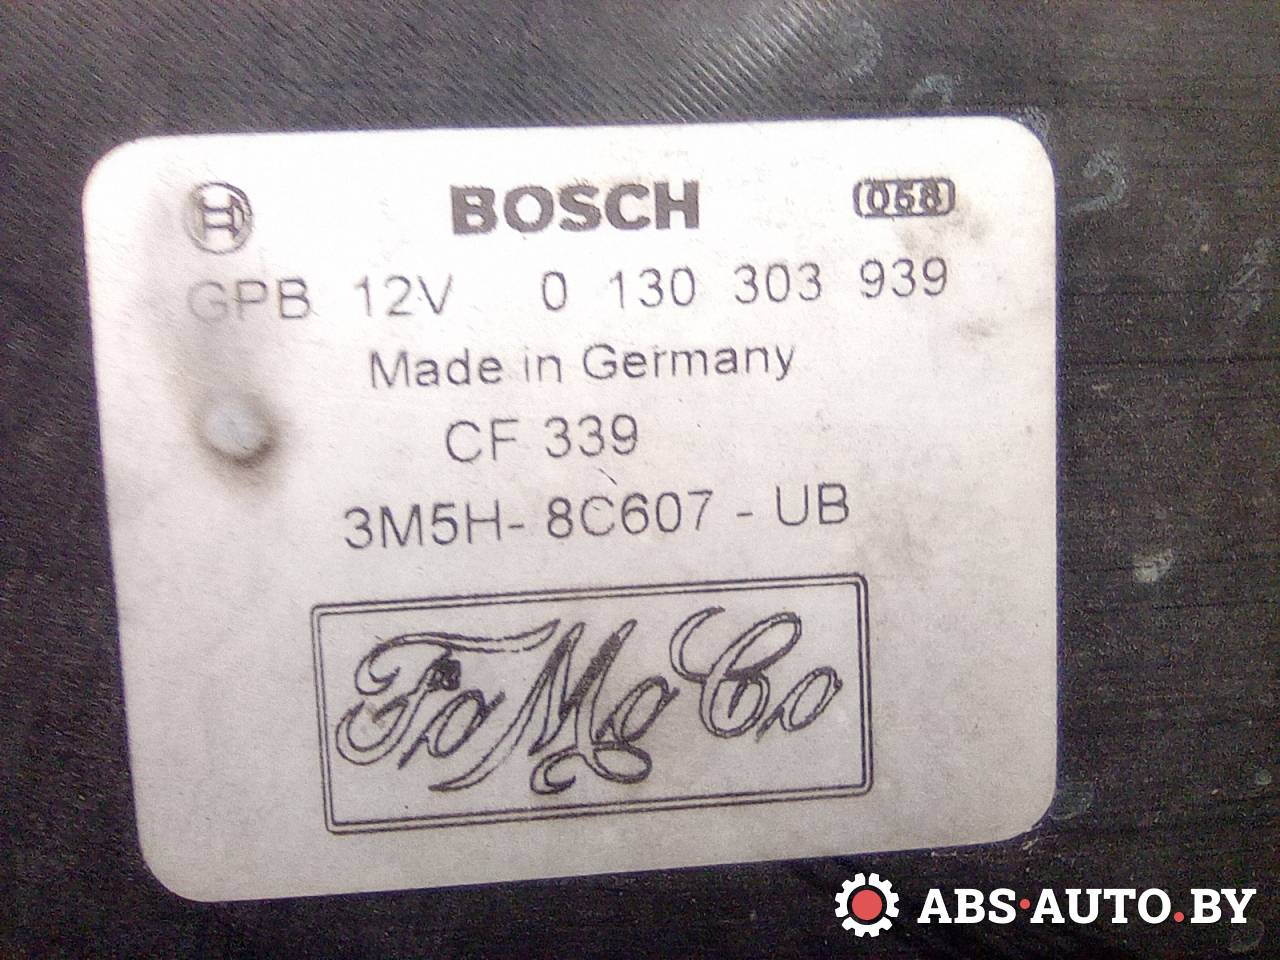 BOSCH 068
GPB 12V 0 130 303 939
Made in Germany
CF 339
3M5H- 8C607 - UB
FoMoCo
ABS·AUTO.BY